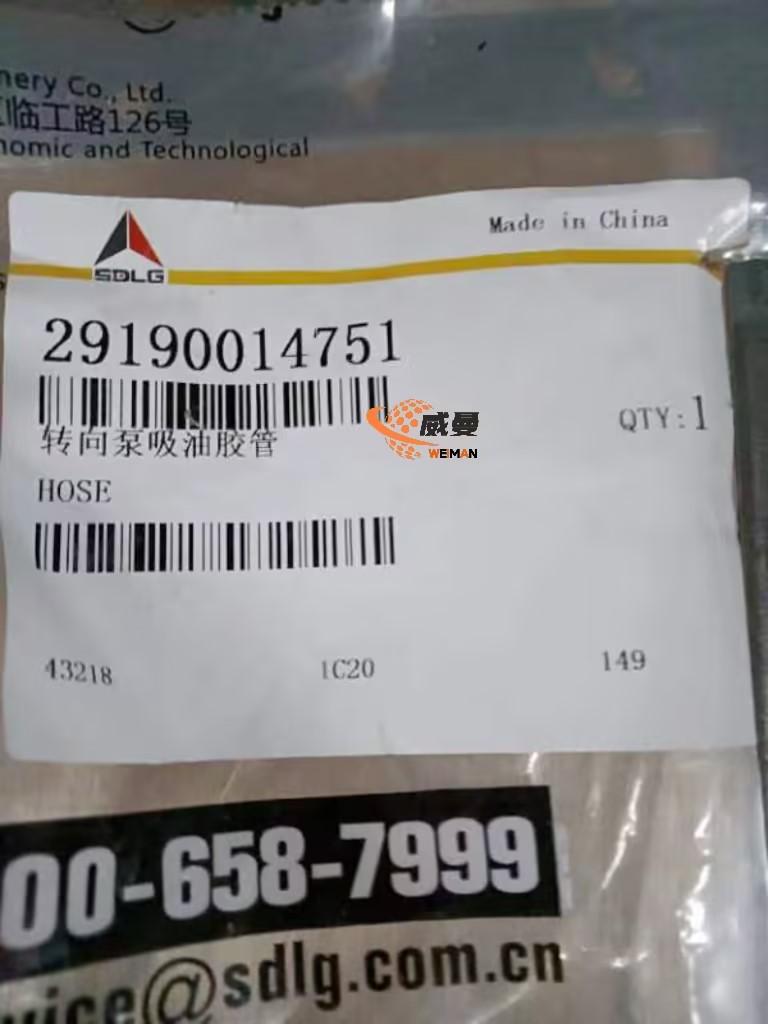 nery Co., Ltd.
临工路126号
nomic and Technological
Made in China
SDLG
29190014751
威曼
WEIMAN
QTY:1
转向泵吸油胶管
HOSE
43218 1C20 149
00-658-7999
vice@sdlg.com.cn